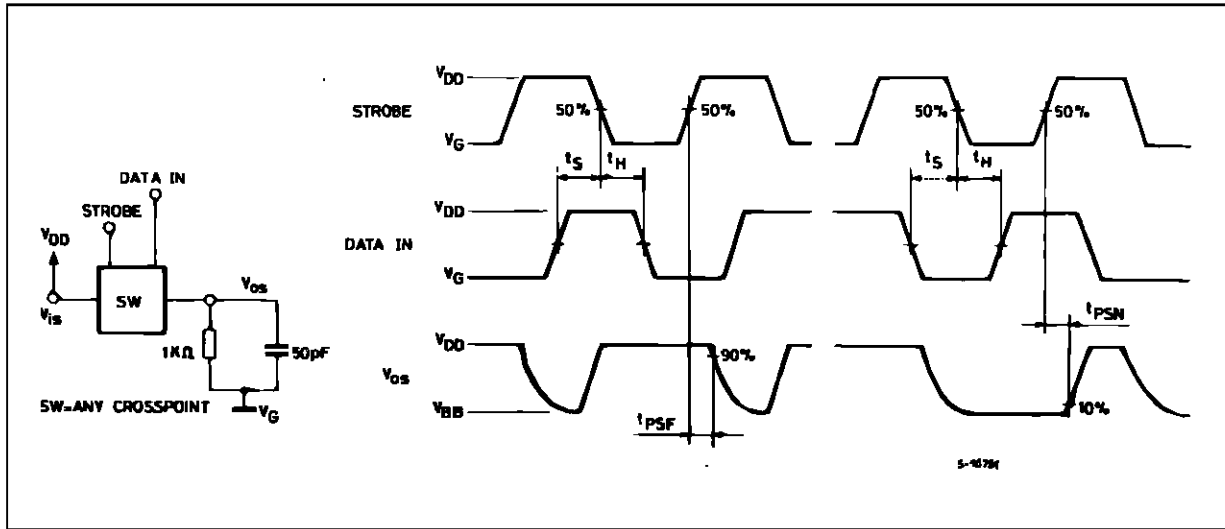 DATA IN
STROBE
VDD
Vis
SW
Vos
1KΩ
50pF
VG
SW=ANY CROSSPOINT
STROBE
VDD
VG
50%
50%
50%
50%
tS
tH
tS
tH
DATA IN
VDD
VG
tPSN
Vos
VDD
VBB
90%
10%
tPSF